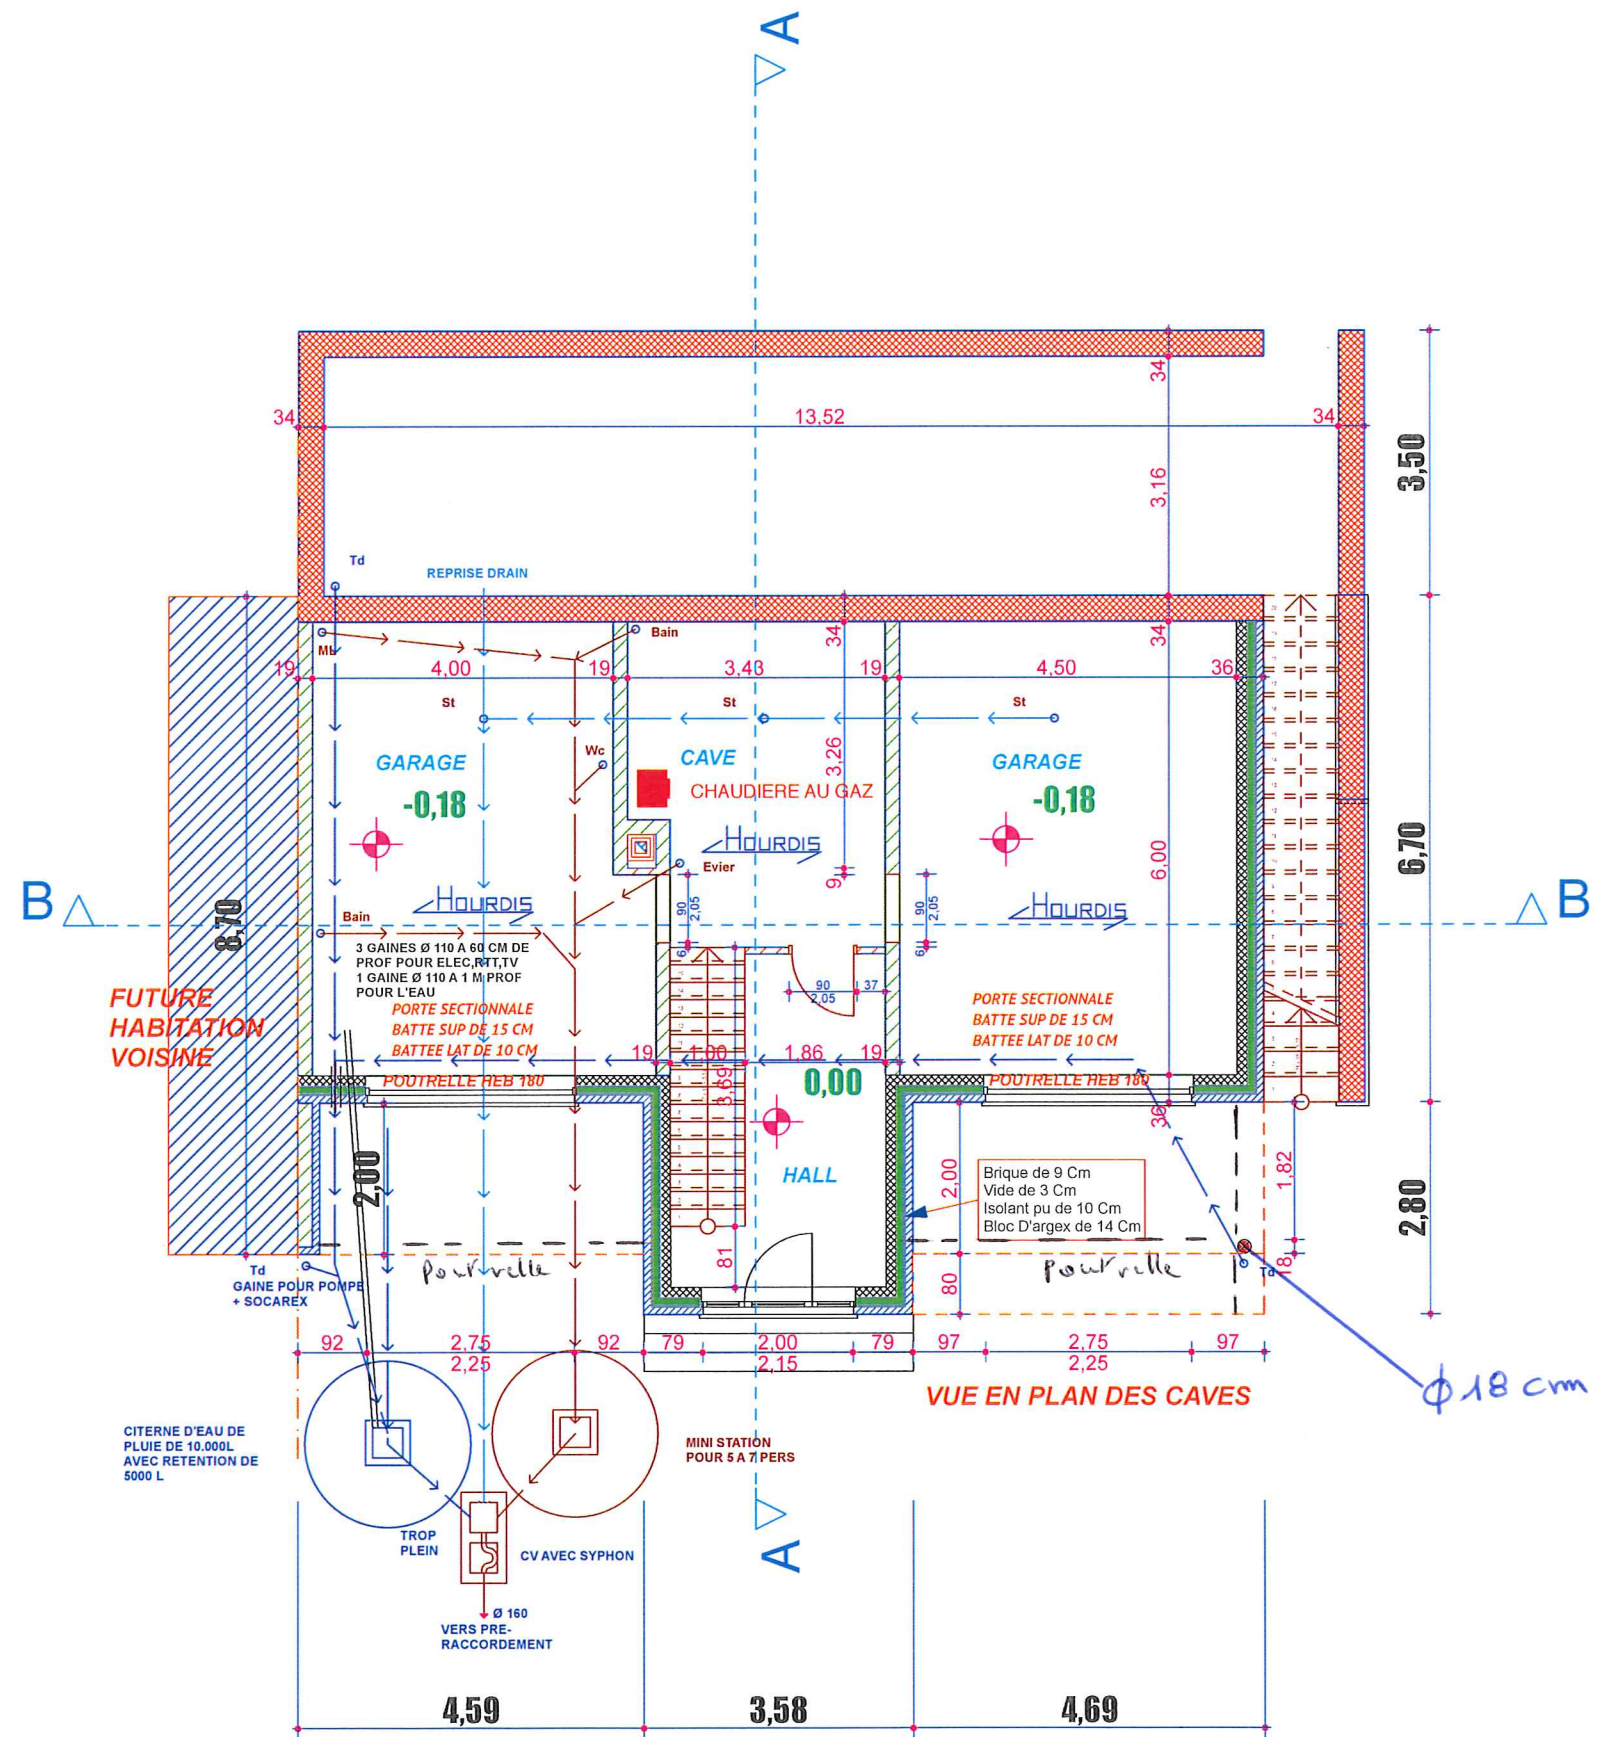 A
34
13,52
34
34
3,16
3,50
Td
REPRISE DRAIN
ML
Bain
34
34
19
4,00
19
3,43
19
4,50
36
St
St
St
Wc
GARAGE
-0,18
CAVE
CHAUDIERE AU GAZ
3,26
GARAGE
-0,18
HOURDIS
HOURDIS
HOURDIS
Evier
9
6,00
6,70
8,70
B
B
90
2,05
6
90
2,05
6
Bain
3 GAINES Ø 110 A 60 CM DE
PROF POUR ELEC,RTT,TV
1 GAINE Ø 110 A 1 M PROF
POUR L'EAU
90
2,05
37
FUTURE
HABITATION
VOISINE
PORTE SECTIONNALE
BATTE SUP DE 15 CM
BATTEE LAT DE 10 CM
PORTE SECTIONNALE
BATTE SUP DE 15 CM
BATTEE LAT DE 10 CM
19
1,00
1,86
19
POUTRELLE HEB 180
3,69
0,00
POUTRELLE HEB 180
36
2,00
HALL
2,00
Brique de 9 Cm
Vide de 3 Cm
Isolant pu de 10 Cm
Bloc D'argex de 14 Cm
1,82
2,80
Td
GAINE POUR POMPE
+ SOCAREX
Poutrelle
81
80
Poutrelle
Td
18
92
2,75
2,25
92
79
2,00
2,15
79
97
2,75
2,25
97
ϕ 18 cm
VUE EN PLAN DES CAVES
CITERNE D'EAU DE
PLUIE DE 10.000L
AVEC RETENTION DE
5000 L
MINI STATION
POUR 5 A 7 PERS
TROP
PLEIN
CV AVEC SYPHON
A
Ø 160
VERS PRE-
RACCORDEMENT
4,59
3,58
4,69